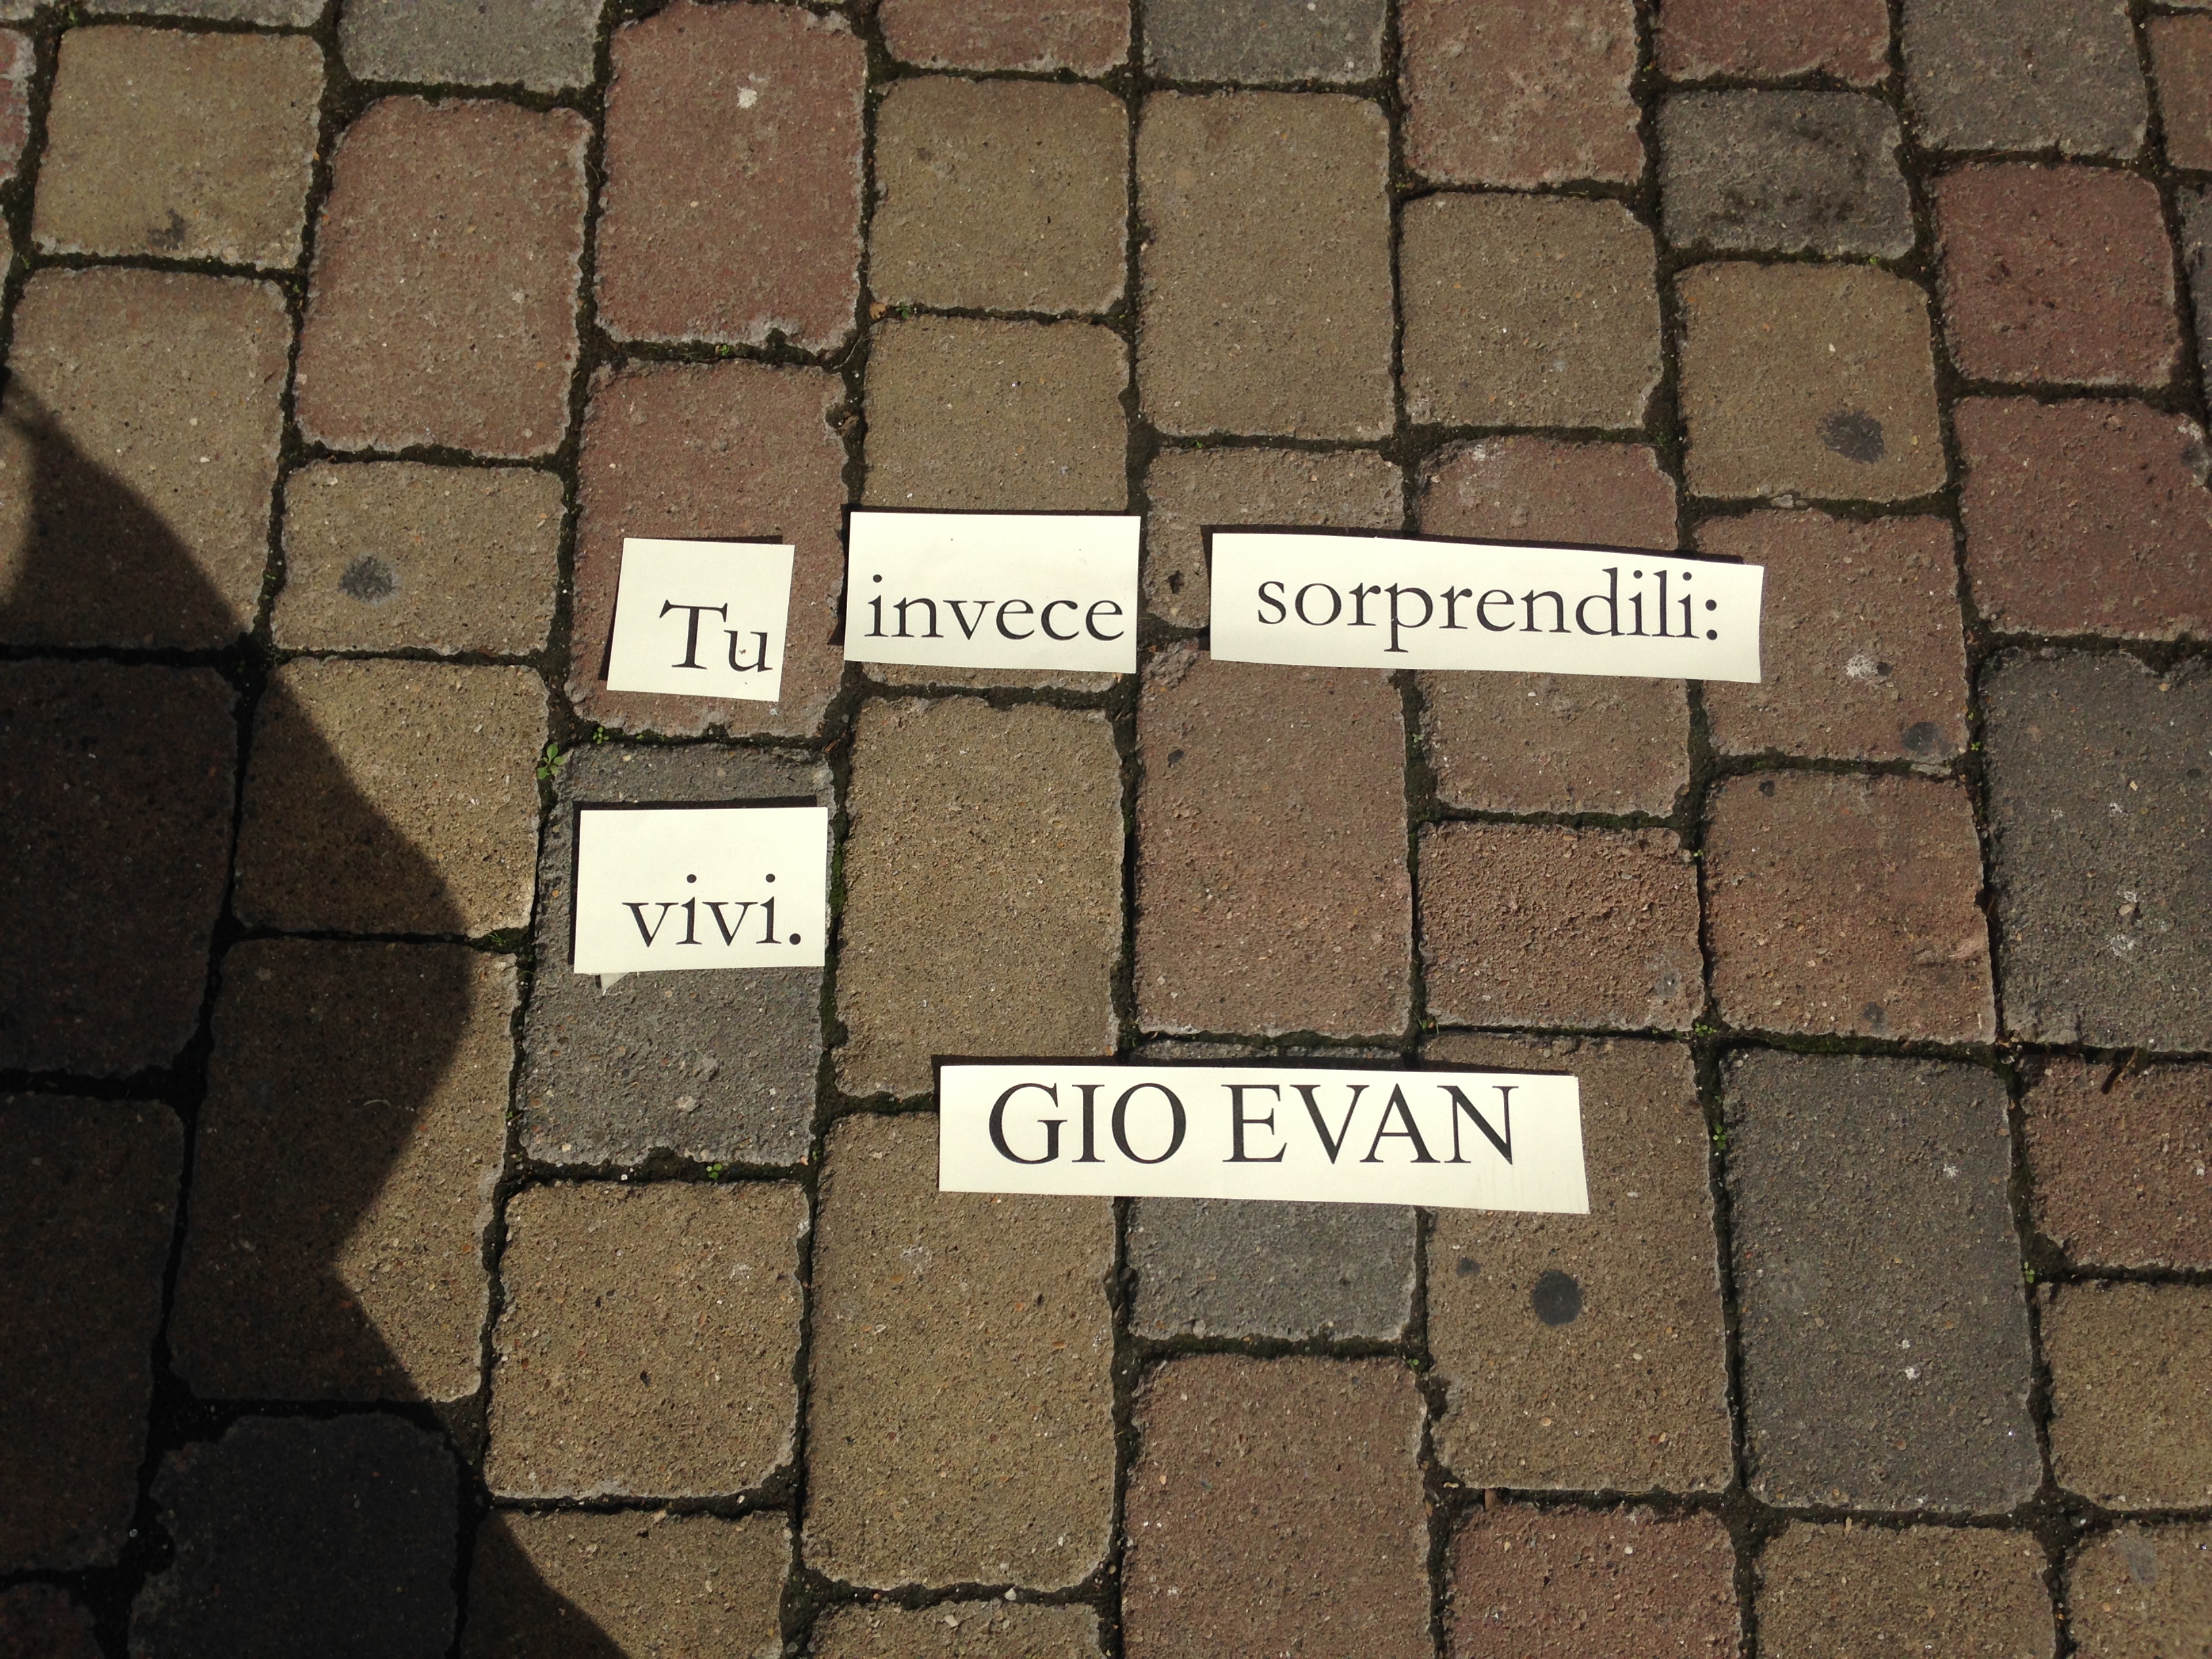 Tu invece sorprendili:
vivi.
GIO EVAN